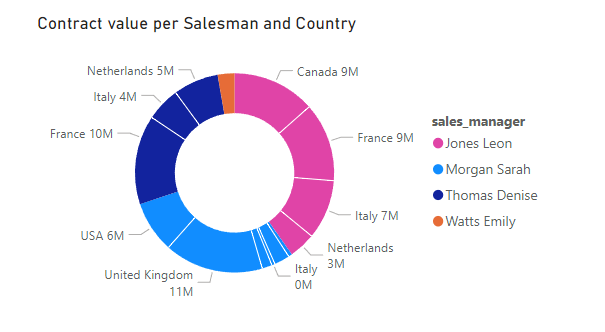 Contract value per Salesman and Country
Netherlands 5M
Canada 9M
Italy 4M
France 10M
France 9M
sales_manager
Jones Leon
Morgan Sarah
Thomas Denise
Watts Emily
Italy 7M
USA 6M
Netherlands
3M
United Kingdom
11M
Italy
0M